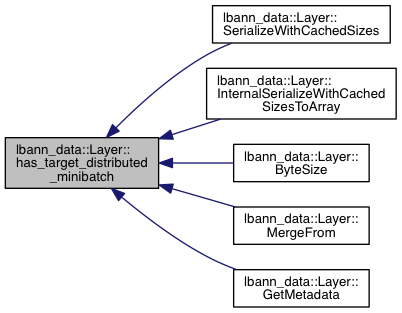 lbann_data::Layer::
has_target_distributed
_minibatch
lbann_data::Layer::
SerializeWithCachedSizes
lbann_data::Layer::
InternalSerializeWithCached
SizesToArray
lbann_data::Layer::
ByteSize
lbann_data::Layer::
MergeFrom
lbann_data::Layer::
GetMetadata